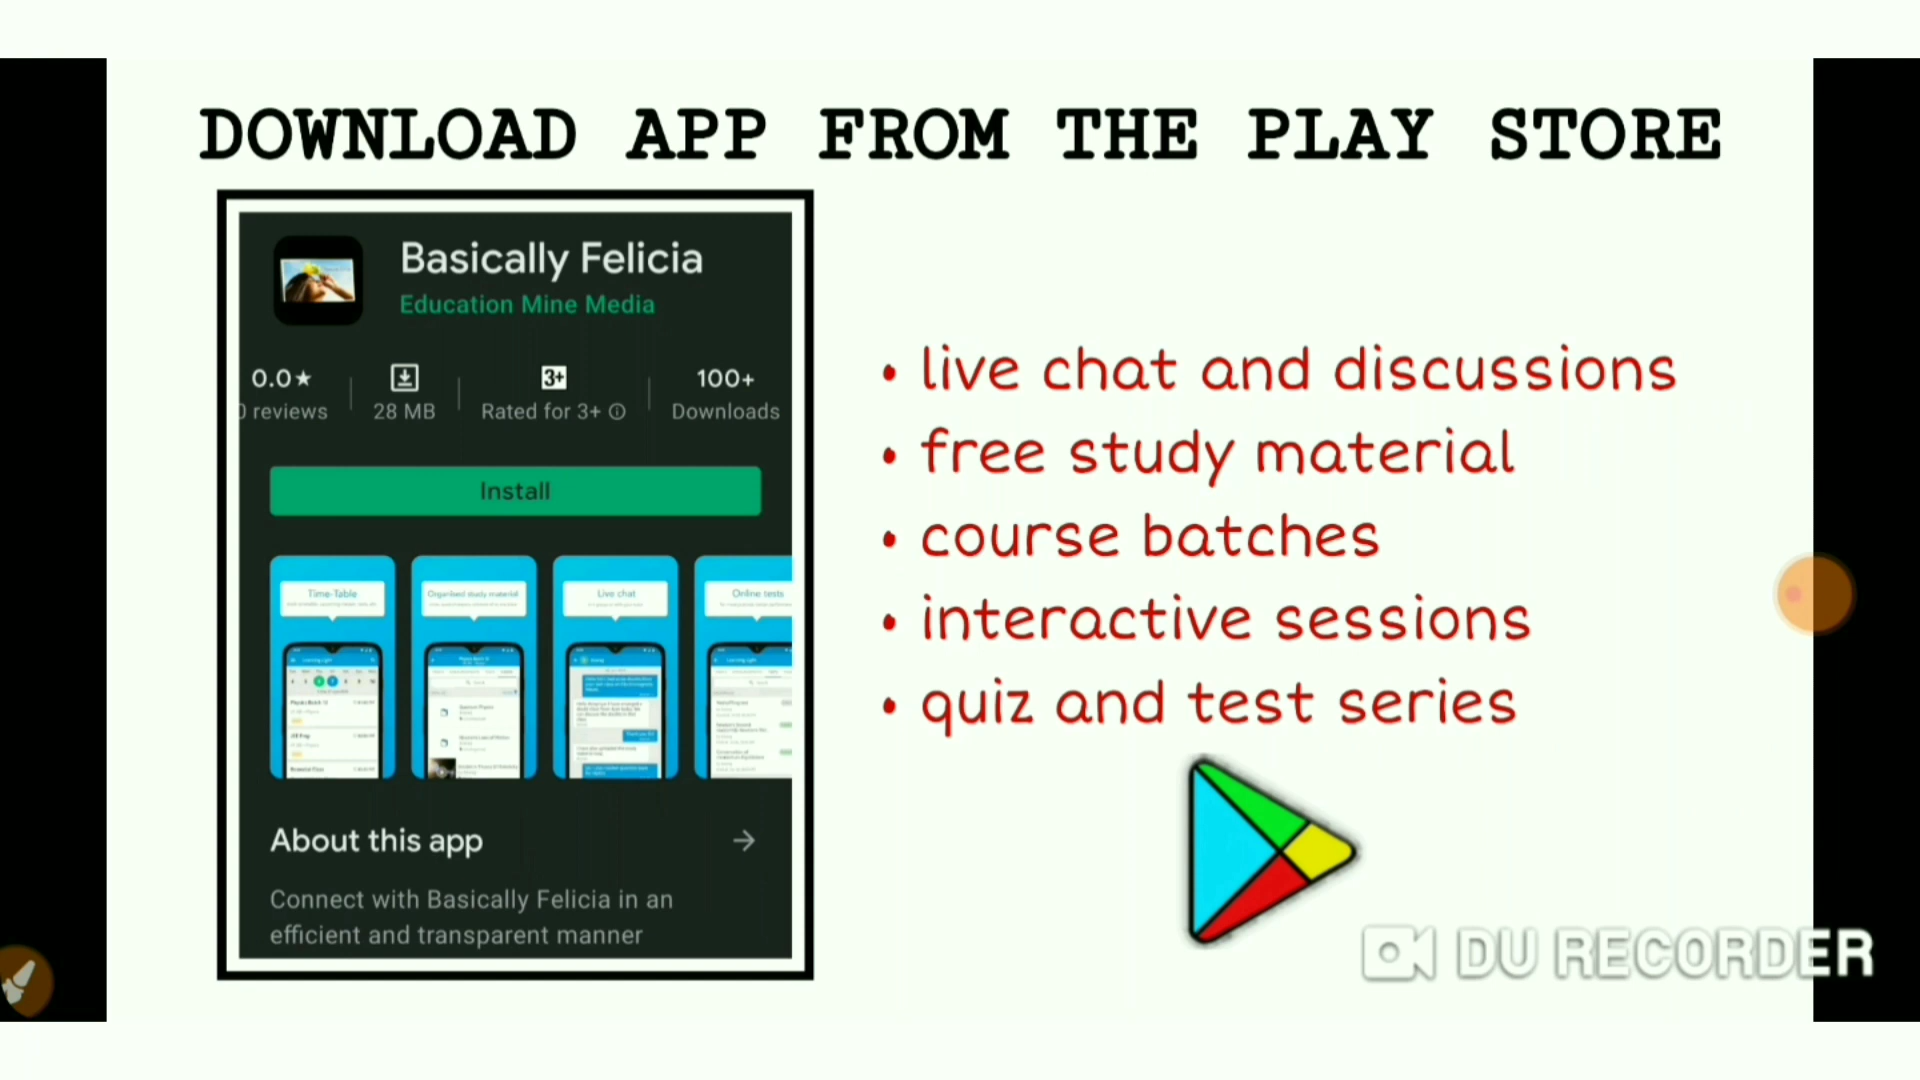 DOWNLOAD APP FROM THE PLAY STORE
Basically Felicia
Education Mine Media
0.0★
reviews
28 MB
3+
Rated for 3+
100+
Downloads
Install
Time-Table
Organised study material
Live chat
Online tests
About this app
Connect with Basically Felicia in an
efficient and transparent manner
• live chat and discussions
• free study material
• course batches
• interactive sessions
• quiz and test series
DU RECORDER